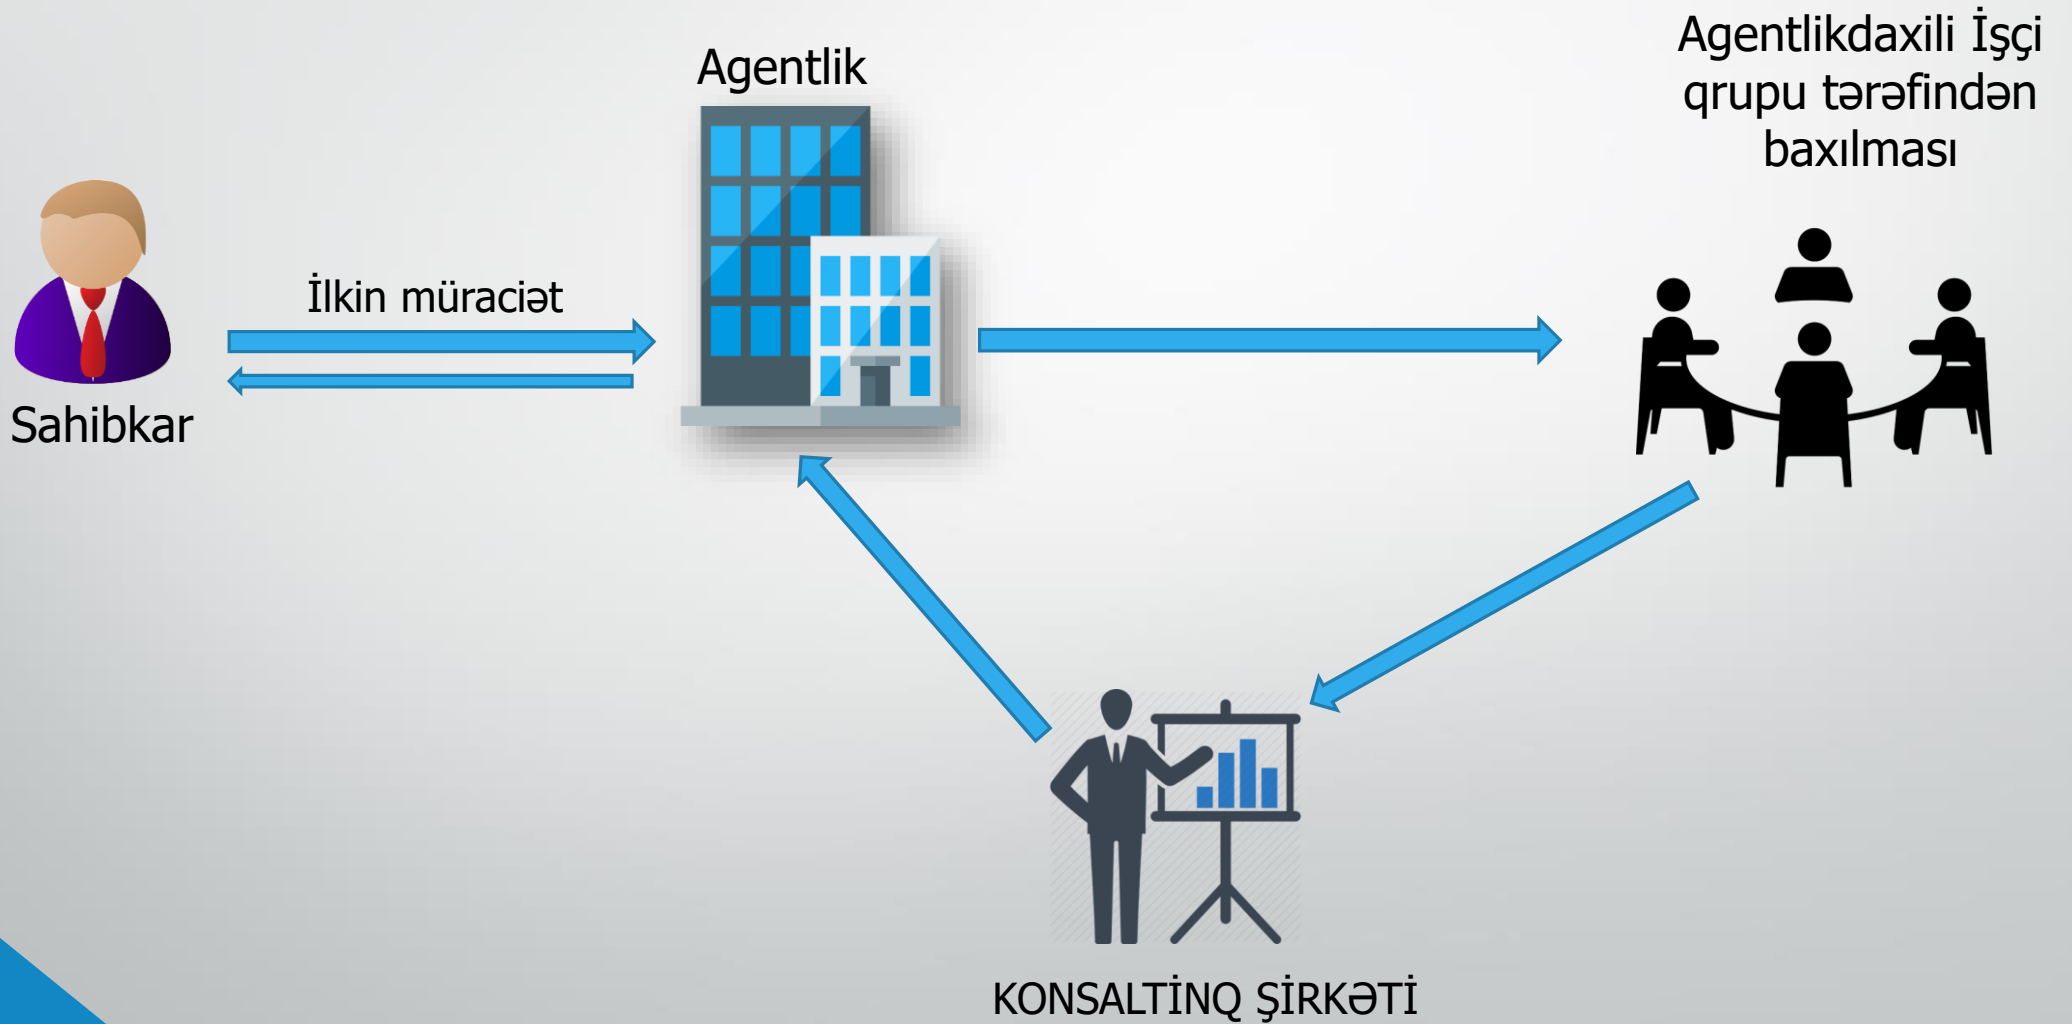 Agentlik
Agentlikdaxili İşçi
qrupu tərəfindən
baxılması
İlkin müraciət
Sahibkar
KONSALTİNQ ŞİRKƏTİ